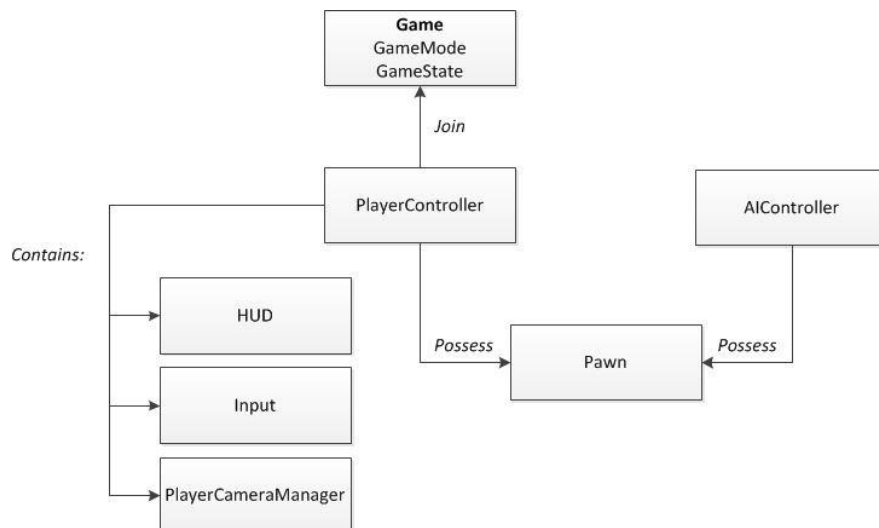 Game
GameMode
GameState
Join
PlayerController
AIController
Contains:
HUD
Possess
Pawn
Possess
Input
PlayerCameraManager